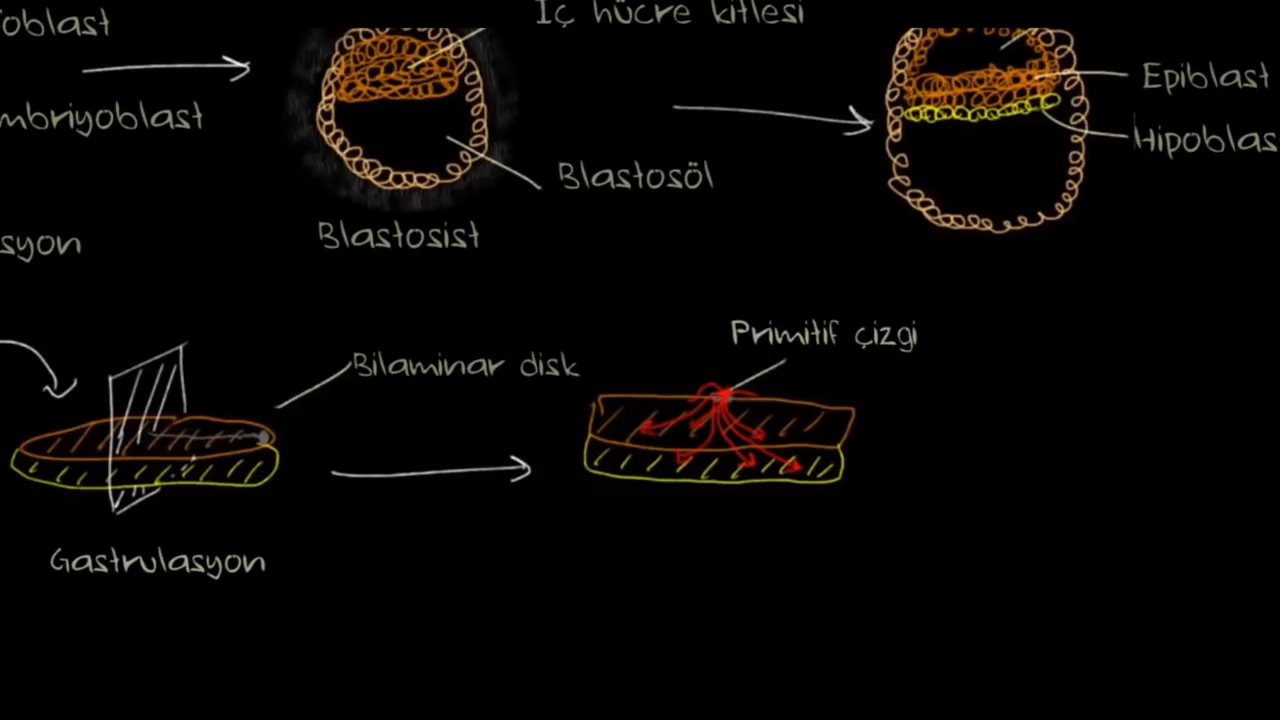 oblast
İç hücre kitlesi
Epiblast
mbriyoblast
Hipoblas
Blastosöl
Blastosist
syon
Primitif çizgi
Bilaminar disk
Gastrulasyon